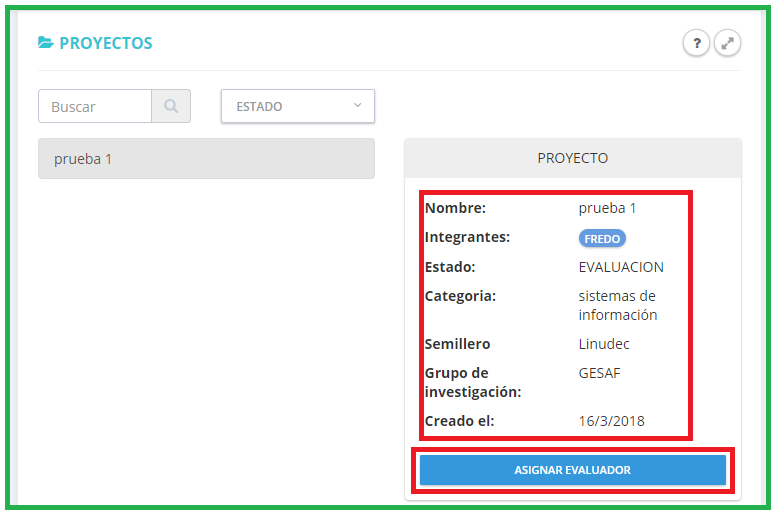 PROYECTOS
?
Buscar
ESTADO
prueba 1
PROYECTO
Nombre: prueba 1
Integrantes: FREDO
Estado: EVALUACION
Categoria: sistemas de
información
Semillero Linudec
Grupo de GESAF
investigación:
Creado el: 16/3/2018
ASIGNAR EVALUADOR